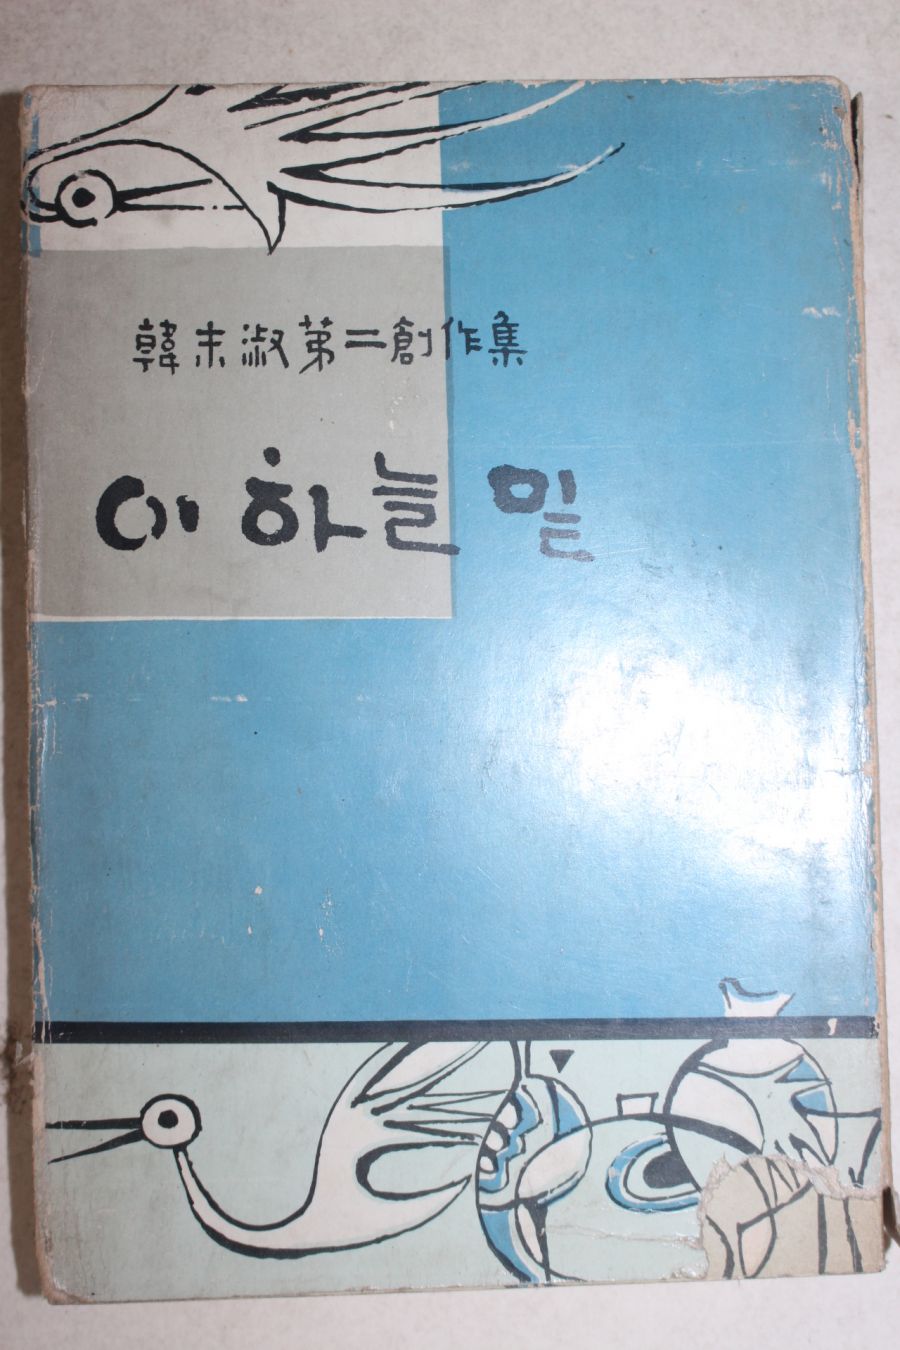 韓末淑第二創作集
이 하늘 밑